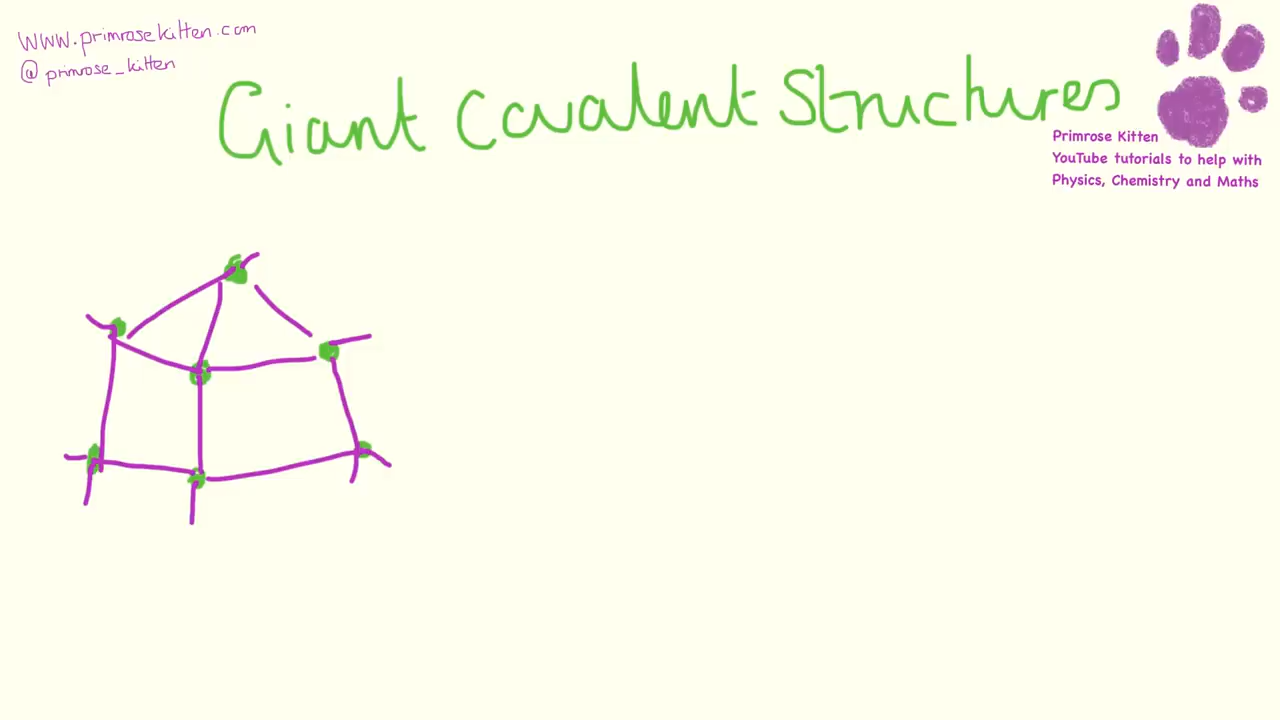 www.primrosekitten.com
@primrose_kitten
Giant Covalent Structures
Primrose Kitten
YouTube tutorials to help with
Physics, Chemistry and Maths